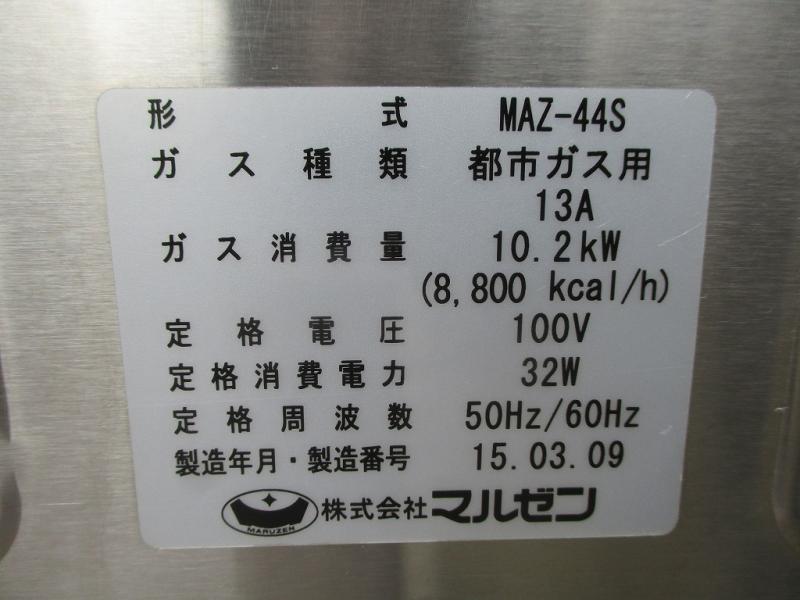 形式 MAZ-44S
ガス種類 都市ガス用
13A
ガス消費量 10.2kW
(8,800 kcal/h)
定格電圧 100V
定格消費電力 32W
定格周波数 50Hz/60Hz
製造年月・製造番号 15.03.09
MARUZEN 株式会社マルゼン